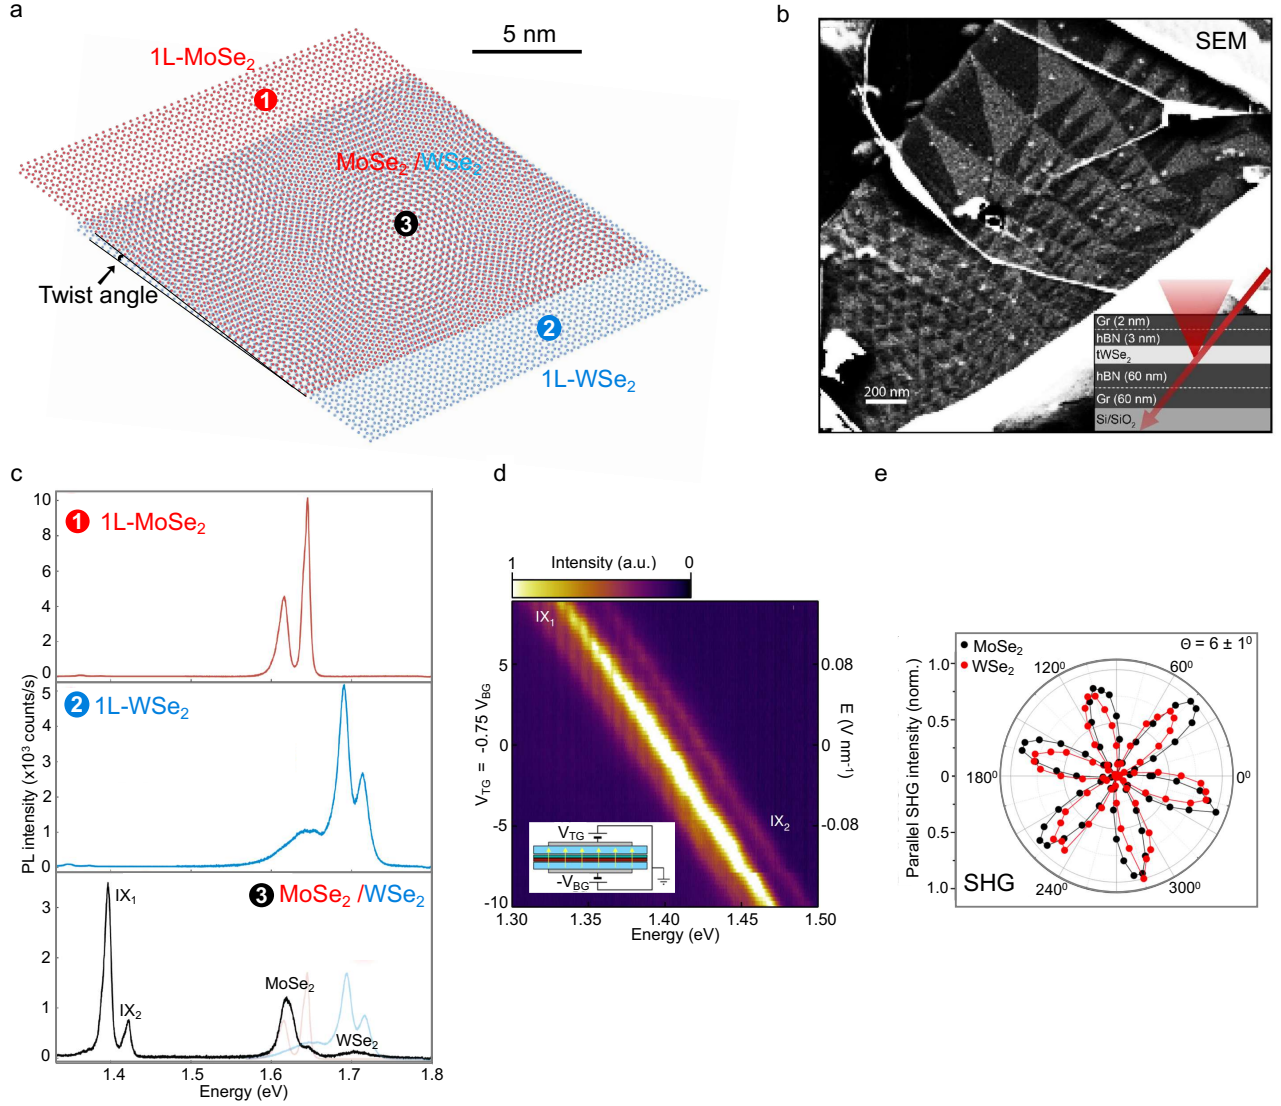 a
1L-MoSe₂
1
5 nm
MoSe₂ /WSe₂
3
Twist angle
2
1L-WSe₂
b
SEM
Gr (2 nm)
hBN (3 nm)
tWSe₂
hBN (60 nm)
Gr (60 nm)
Si/SiO₂
200 nm
c
PL intensity (x10³ counts/s)
10
8
6
4
2
0
1 1L-MoSe₂
5
4
3
2
1
0
2 1L-WSe₂
3
2
1
0
IX₁
IX₂
3 MoSe₂ /WSe₂
MoSe₂
WSe₂
1.4 1.5 1.6 1.7 1.8
Energy (eV)
d
1 Intensity (a.u.) 0
IX₁
IX₂
V_TG = -0.75 V_BG
5
0
-5
-10
0.08
0
-0.08
E (V nm⁻¹)
V_TG
-V_BG
1.30 1.35 1.40 1.45 1.50
Energy (eV)
e
MoSe₂
WSe₂
Θ = 6 ± 1⁰
Parallel SHG intensity (norm.)
1.0
0.5
0
0.5
1.0
120⁰
60⁰
180⁰
0⁰
240⁰
300⁰
SHG